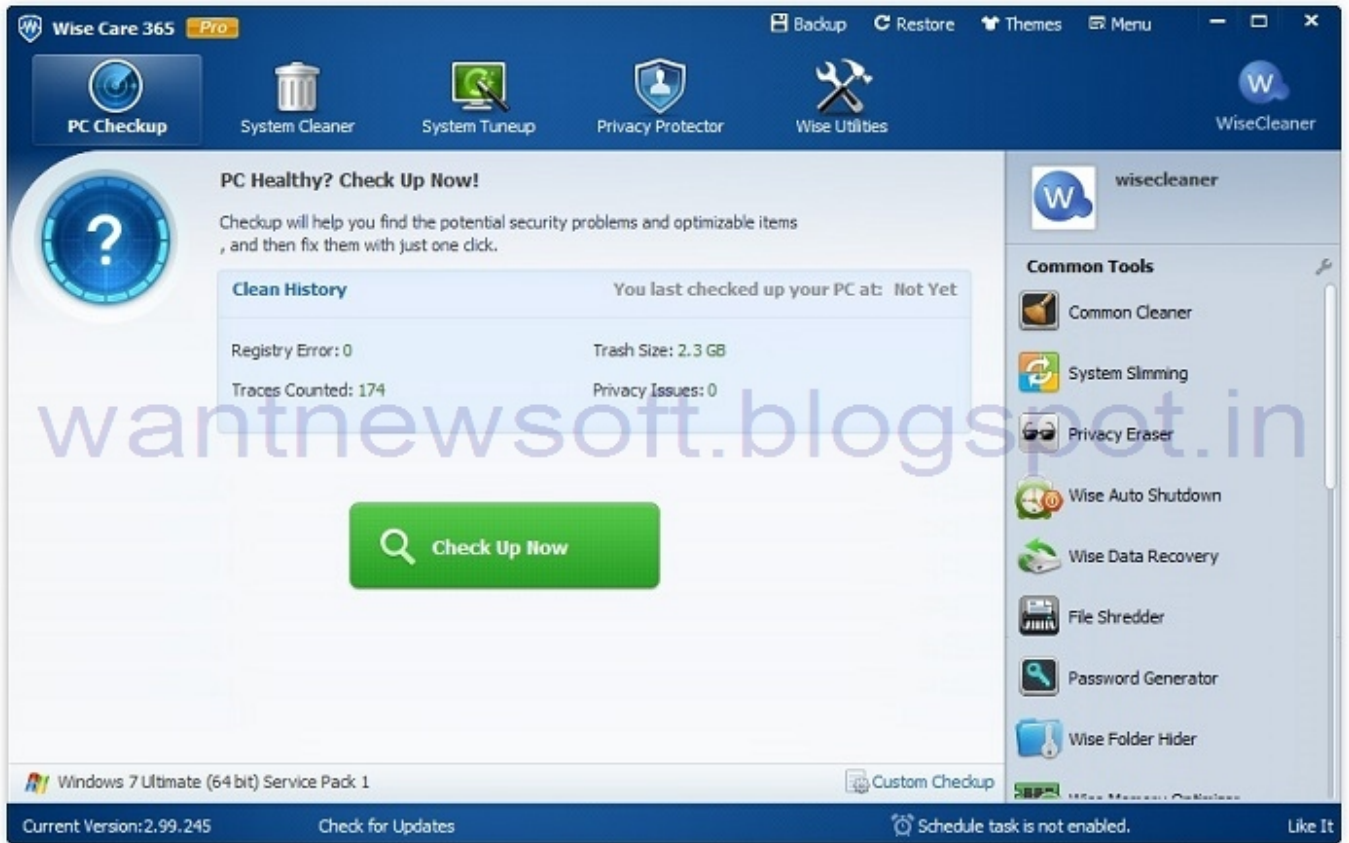 Wise Care 365 Pro
Backup Restore Themes Menu
PC Checkup System Cleaner System Tuneup Privacy Protector Wise Utilities
W
WiseCleaner
PC Healthy? Check Up Now!
Checkup will help you find the potential security problems and optimizable items
, and then fix them with just one click.
Clean History You last checked up your PC at: Not Yet
Registry Error: 0 Trash Size: 2.3 GB
Traces Counted: 174 Privacy Issues: 0
wantnewsoft.blogspot.in
Check Up Now
W
wisecleaner
Common Tools
Common Cleaner
System Slimming
Privacy Eraser
Wise Auto Shutdown
Wise Data Recovery
File Shredder
Password Generator
Wise Folder Hider
Wise Memory Optimizer
Windows 7 Ultimate (64 bit) Service Pack 1 Custom Checkup
Current Version:2.99.245 Check for Updates Schedule task is not enabled. Like It